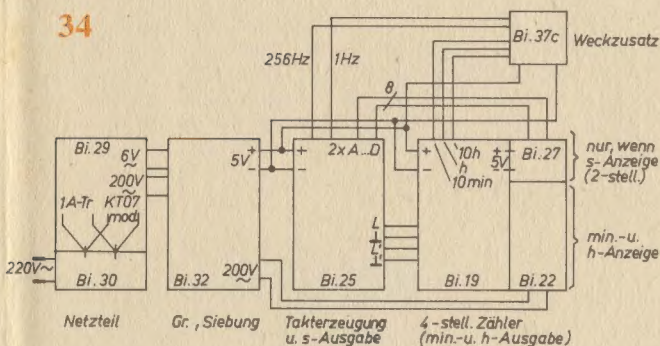 34
Bi. 37c
Weckzusatz
256Hz
1Hz
8
Bi. 29
6V
~
200V
~
1A-Tr
KT07
mod.
220V~
Bi. 30
Netzteil
+
5V
-
200V
~
Bi. 32
Gr., Siebung
+
-
2x A...D
L
⊥
L'
⊥'
Bi. 25
Takterzeugung
u. s-Ausgabe
+
-
10h
h
10min
+ -
5V
Bi. 19
4-stell. Zähler
(min.- u. h-Ausgabe)
Bi. 27
nur, wenn
s-Anzeige
(2-stell.)
min.-u.
h-Anzeige
Bi. 22